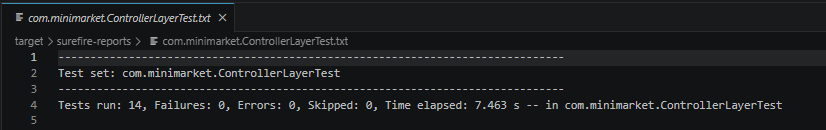 com.minimarket.ControllerLayerTest.txt
target > surefire-reports > com.minimarket.ControllerLayerTest.txt
1 -------------------------------------------------------------------------------
2 Test set: com.minimarket.ControllerLayerTest
3 -------------------------------------------------------------------------------
4 Tests run: 14, Failures: 0, Errors: 0, Skipped: 0, Time elapsed: 7.463 s -- in com.minimarket.ControllerLayerTest
5